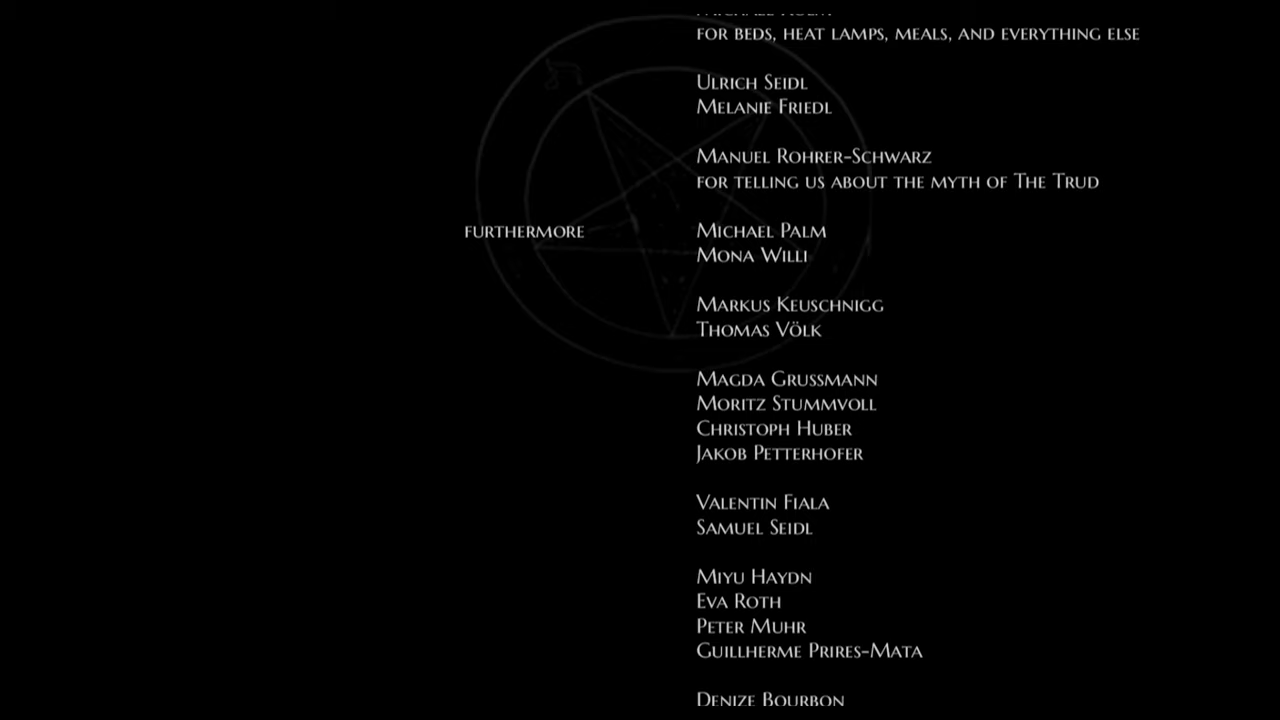 FOR BEDS, HEAT LAMPS, MEALS, AND EVERYTHING ELSE
ULRICH SEIDL
MELANIE FRIEDL
MANUEL ROHRER-SCHWARZ
FOR TELLING US ABOUT THE MYTH OF THE TRUD
FURTHERMORE
MICHAEL PALM
MONA WILLI
MARKUS KEUSCHNIGG
THOMAS VÖLK
MAGDA GRUSSMANN
MORITZ STUMMVOLL
CHRISTOPH HUBER
JAKOB PETTERHOFER
VALENTIN FIALA
SAMUEL SEIDL
MIYU HAYDN
EVA ROTH
PETER MUHR
GUILLHERME PRIRES-MATA
DENIZE BOURBON